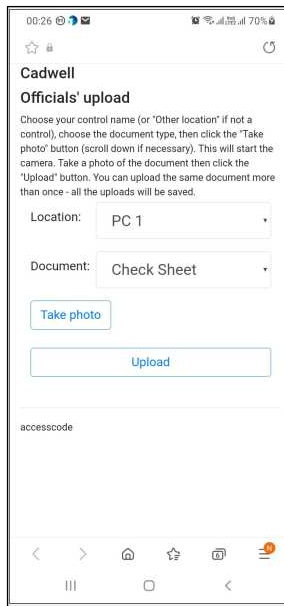 00:26 70%
Cadwell
Officials' upload
Choose your control name (or "Other location" if not a
control), choose the document type, then click the "Take
photo" button (scroll down if necessary). This will start the
camera. Take a photo of the document then click the
"Upload" button. You can upload the same document more
than once - all the uploads will be saved.
Location: PC 1
Document: Check Sheet
Take photo
Upload
accesscode
6 N